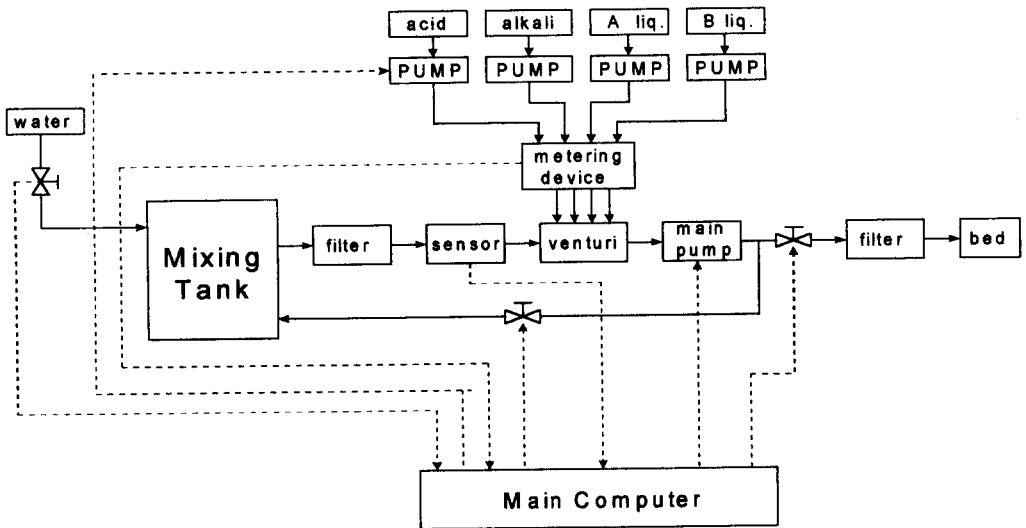 acid alkali A liq. B liq.
PUMP PUMP PUMP PUMP
water
metering
device
Mixing
Tank
filter
sensor
venturi
main
pump
filter
bed
Main Computer